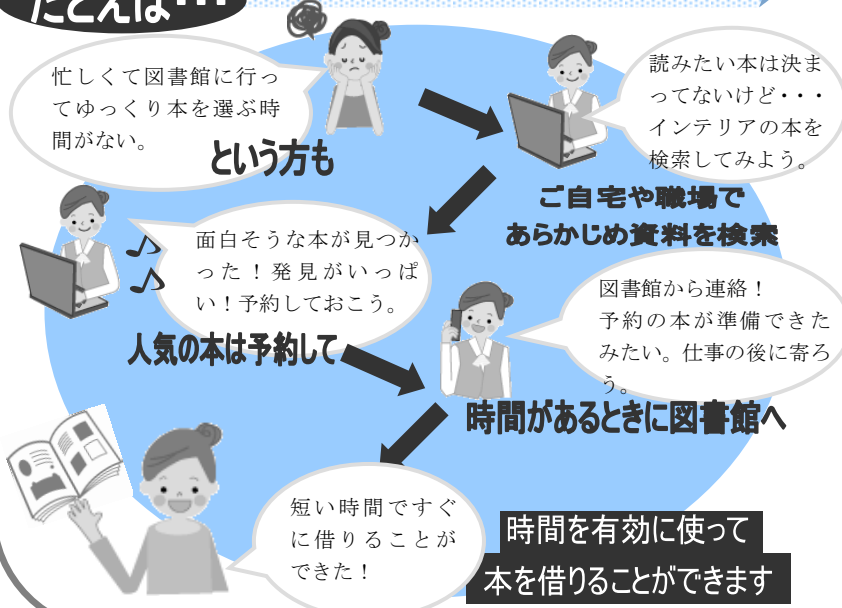 たとえば・・・
忙しくて図書館に行っ
てゆっくり本を選ぶ時
間がない。
という方も
読みたい本は決ま
ってないけど・・・
インテリアの本を
検索してみよう。
ご自宅や職場で
あらかじめ資料を検索
面白そうな本が見つか
った！発見がいっぱ
い！予約しておこう。
人気の本は予約して
図書館から連絡！
予約の本が準備できた
みたい。仕事の後に寄ろ
う。
時間があるときに図書館へ
短い時間ですぐ
に借りることが
できた！
時間を有効に使って
本を借りることができます